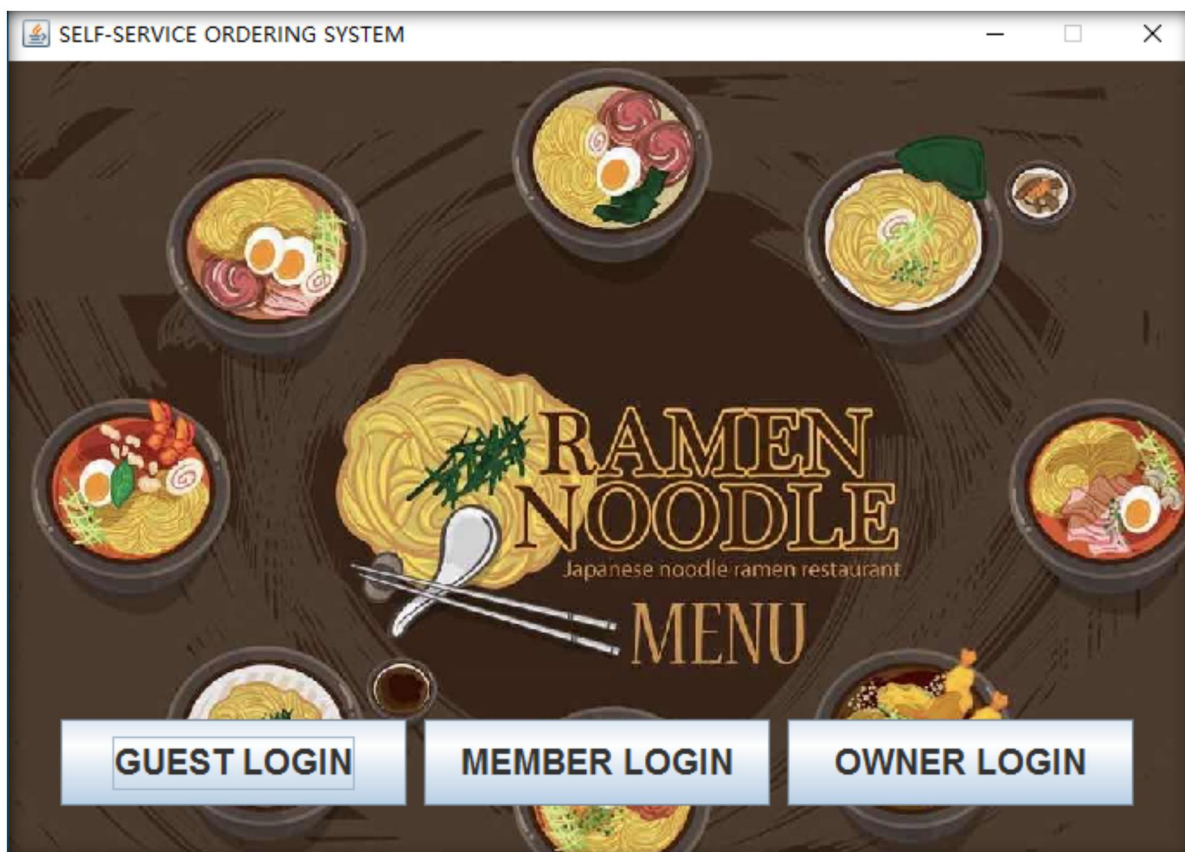 SELF-SERVICE ORDERING SYSTEM
RAMEN
NOODLE
Japanese noodle ramen restaurant
MENU
GUEST LOGIN
MEMBER LOGIN
OWNER LOGIN